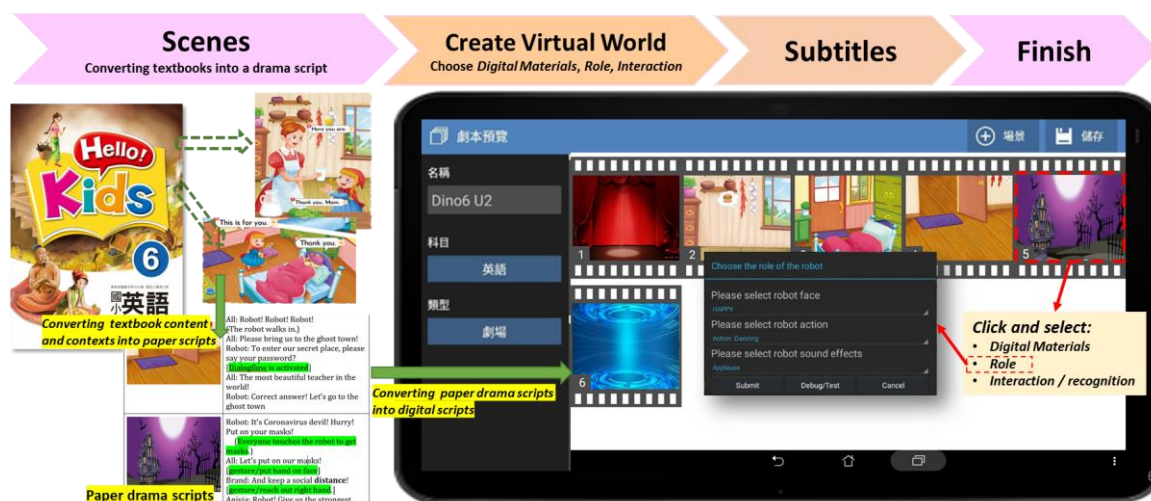 Scenes
Converting textbooks into a drama script
Create Virtual World
Choose Digital Materials, Role, Interaction
Subtitles
Finish
Hello!
Kids
6
國小
英語
Here you are.
Thank you, Mom.
This is for you.
Thank you.
Converting textbook content
and contexts into paper scripts
All: Robot! Robot! Robot!
(The robot walks in.)
All: Please bring us to the ghost town!
Robot: To enter our secret place, please
say your password?
[Dialogflow is activated]
All: The most beautiful teacher in the
world!
Robot: Correct answer! Let's go to the
ghost town
Robot: It's Coronavirus devil! Hurry!
Put on your masks!
(Everyone touches the robot to get
masks.)
All: Let's put on our masks!
[gesture/put hand on face]
Brand: And keep a social distance!
[gesture/reach out right hand.]
Robot! Give us the strongest
Paper drama scripts
Converting paper drama scripts
into digital scripts
劇本預覽
場景
儲存
名稱
Dino6 U2
科目
英語
類型
劇場
1
2
5
6
Choose the role of the robot
Please select robot face
HAPPY
Please select robot action
Action: Dancing
Please select robot sound effects
Applause
Submit
Debug/Test
Cancel
Click and select:
• Digital Materials
• Role
• Interaction / recognition